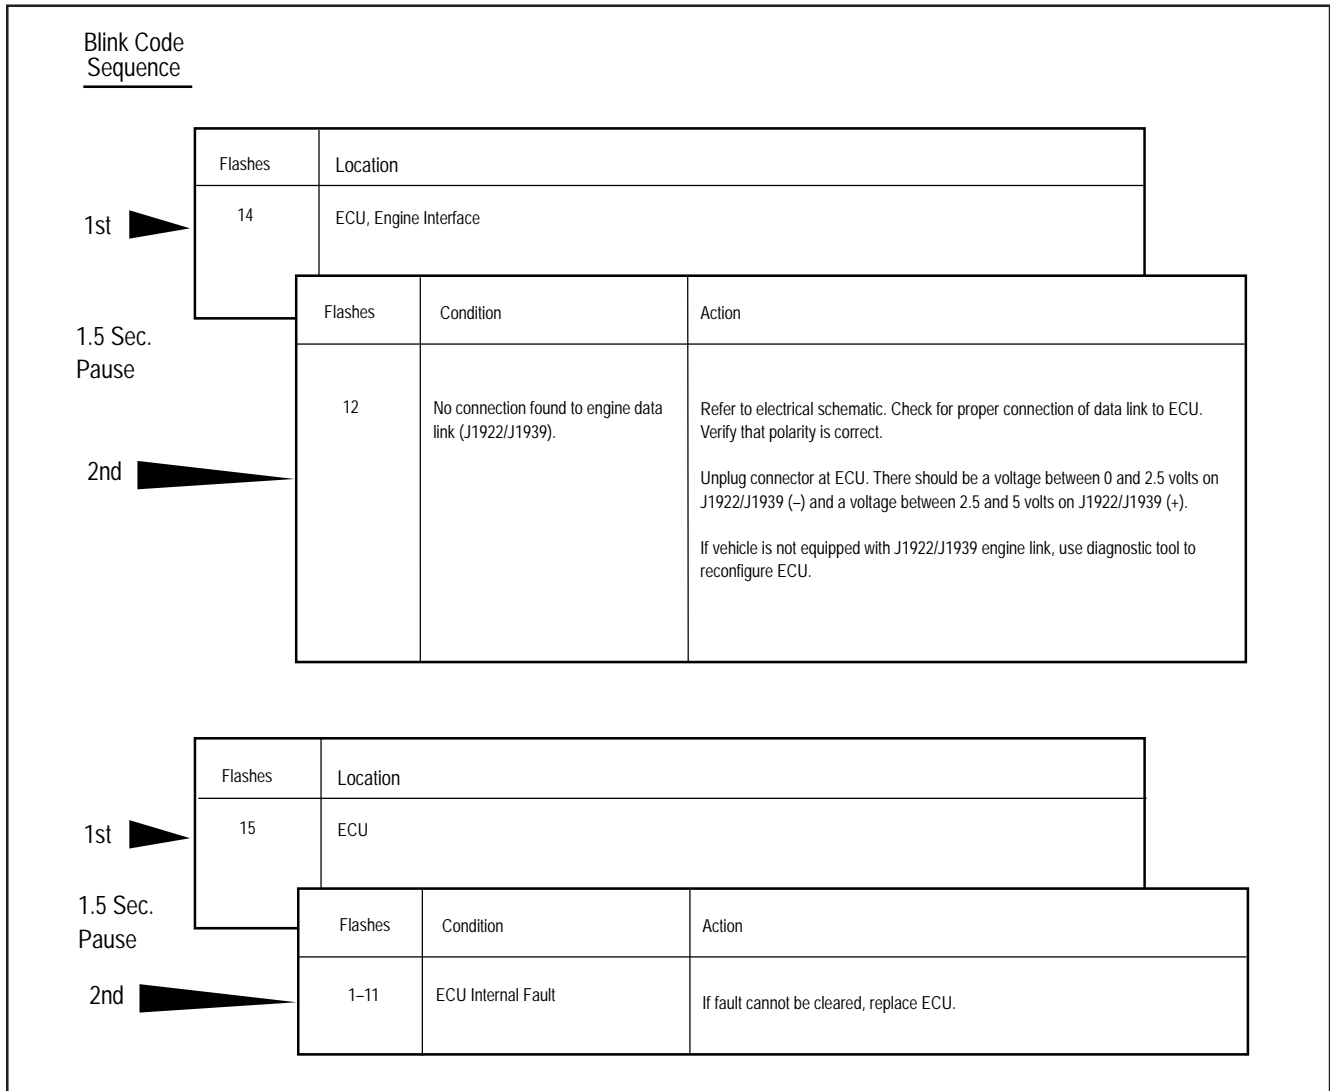 Blink Code
Sequence
Flashes Location
1st 14 ECU, Engine Interface
1.5 Sec.
Pause
Flashes Condition Action
2nd
12 No connection found to engine data Refer to electrical schematic. Check for proper connection of data link to ECU.
link (J1922/J1939). Verify that polarity is correct.
Unplug connector at ECU. There should be a voltage between 0 and 2.5 volts on
J1922/J1939 (–) and a voltage between 2.5 and 5 volts on J1922/J1939 (+).
If vehicle is not equipped with J1922/J1939 engine link, use diagnostic tool to
reconfigure ECU.
Flashes Location
1st 15 ECU
1.5 Sec.
Pause
Flashes Condition Action
2nd 1–11 ECU Internal Fault If fault cannot be cleared, replace ECU.